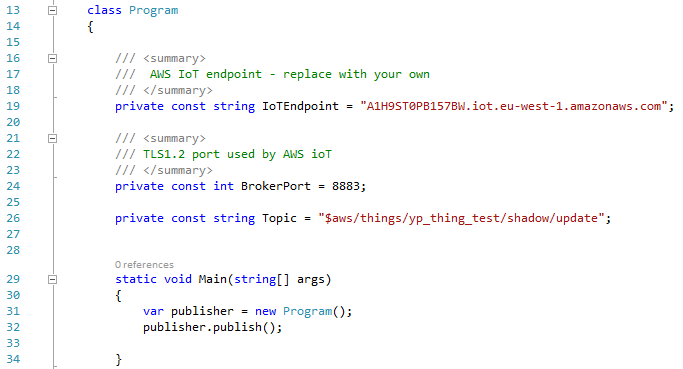 13 class Program
14 {
15
16 /// <summary>
17 ///  AWS IoT endpoint - replace with your own
18 /// </summary>
19 private const string IoTEndpoint = "A1H9ST0PB157BW.iot.eu-west-1.amazonaws.com";
20
21 /// <summary>
22 /// TLS1.2 port used by AWS ioT
23 /// </summary>
24 private const int BrokerPort = 8883;
25
26 private const string Topic = "$aws/things/yp_thing_test/shadow/update";
27
28
0 references
29 static void Main(string[] args)
30 {
31 var publisher = new Program();
32 publisher.publish();
33
34 }